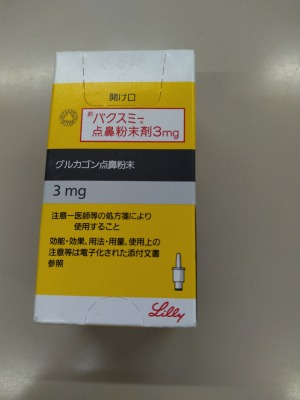 開け口
劇 バクスミー®
点鼻粉末剤3mg
グルカゴン点鼻粉末
3 mg
注意－医師等の処方箋により
使用すること
効能・効果、用法・用量、使用上の
注意等は電子化された添付文書
参照
Lilly